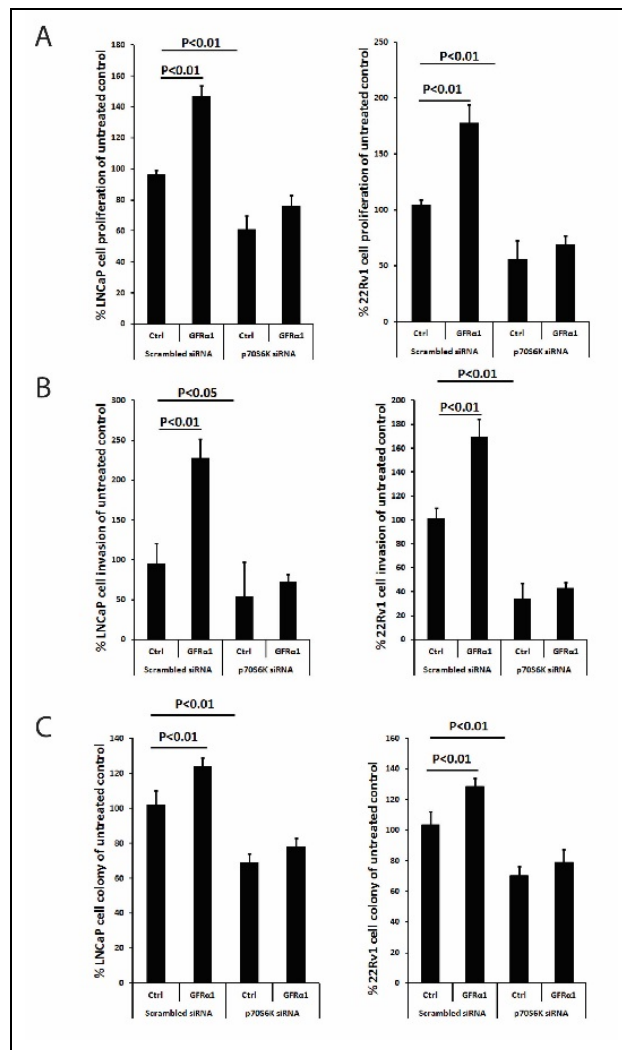 A
P<0.01
P<0.01
% LNCaP cell proliferation of untreated control
180
160
140
120
100
80
60
40
20
0
Ctrl GFRα1 Ctrl GFRα1
Scrambled siRNA p70S6K siRNA
P<0.01
P<0.01
% 22Rv1 cell proliferation of untreated control
250
200
150
100
50
0
Ctrl GFRα1 Ctrl GFRα1
Scrambled siRNA p70S6K siRNA
B
P<0.05
P<0.01
% LNCaP cell invasion of untreated control
300
250
200
150
100
50
0
Ctrl GFRα1 Ctrl GFRα1
Scrambled siRNA p70S6K siRNA
P<0.01
P<0.01
% 22Rv1 cell invasion of untreated control
200
180
160
140
120
100
80
60
40
20
0
Ctrl GFRα1 Ctrl GFRα1
Scrambled siRNA p70S6K siRNA
C
P<0.01
P<0.01
% LNCaP cell colony of untreated control
140
120
100
80
60
40
20
0
Ctrl GFRα1 Ctrl GFRα1
Scrambled siRNA p70S6K siRNA
P<0.01
P<0.01
% 22Rv1 cell colony of untreated control
160
140
120
100
80
60
40
20
0
Ctrl GFRα1 Ctrl GFRα1
Scrambled siRNA p70S6K siRNA